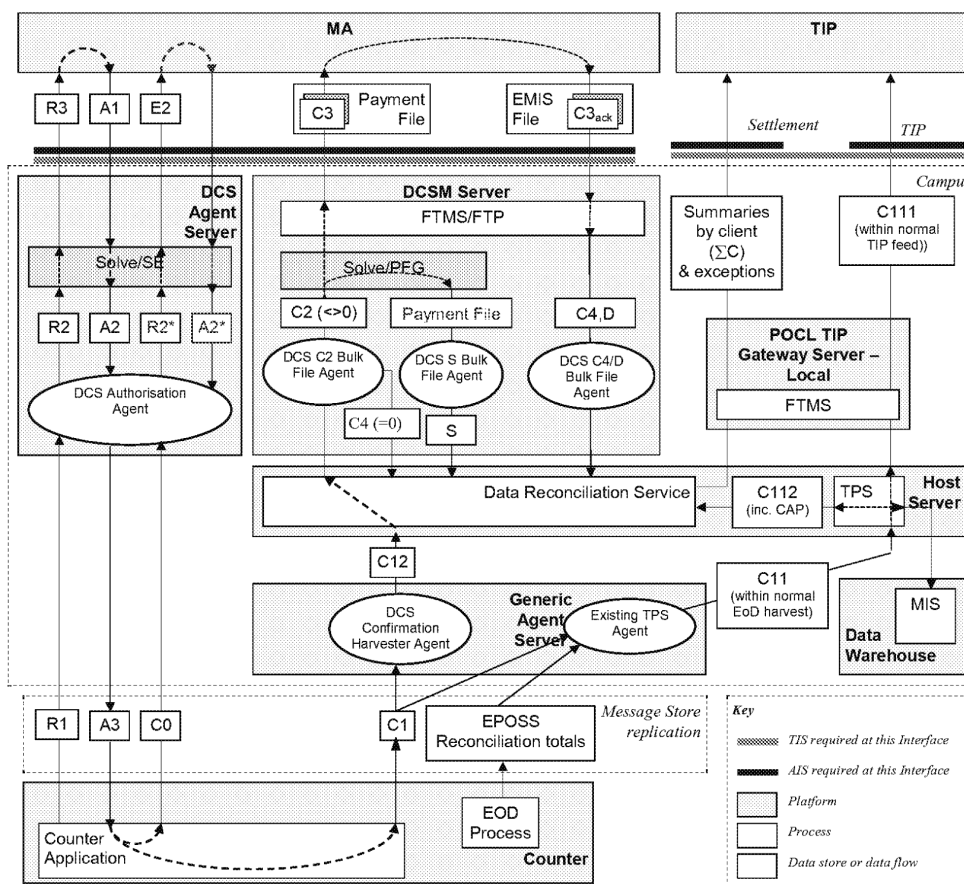 MA
TIP
R3
A1
E2
C3
Payment
File
EMIS
File
C3ack
Settlement
TIP
Campu
DCS
Agent
Server
Solve/SE
R2
A2
R2*
A2*
DCS Authorisation
Agent
DCSM Server
FTMS/FTP
Solve/PFG
C2 (<>0)
Payment File
C4,D
DCS C2 Bulk
File Agent
DCS S Bulk
File Agent
DCS C4/D
Bulk File
Agent
C4 (=0)
S
Summaries
by client
(ΣC)
& exceptions
C111
(within normal
TIP feed))
POCL TIP
Gateway Server –
Local
FTMS
Data Reconciliation Service
C112
(inc. CAP)
TPS
Host
Server
C12
C11
(within normal
EoD harvest)
DCS
Confirmation
Harvester Agent
Generic
Agent
Server
Existing TPS
Agent
MIS
Data
Warehouse
R1
A3
C0
C1
EPOSS
Reconciliation totals
Message Store
replication
Counter
Application
EOD
Process
Counter
Key
TIS required at this Interface
AIS required at this Interface
Platform
Process
Data store or data flow